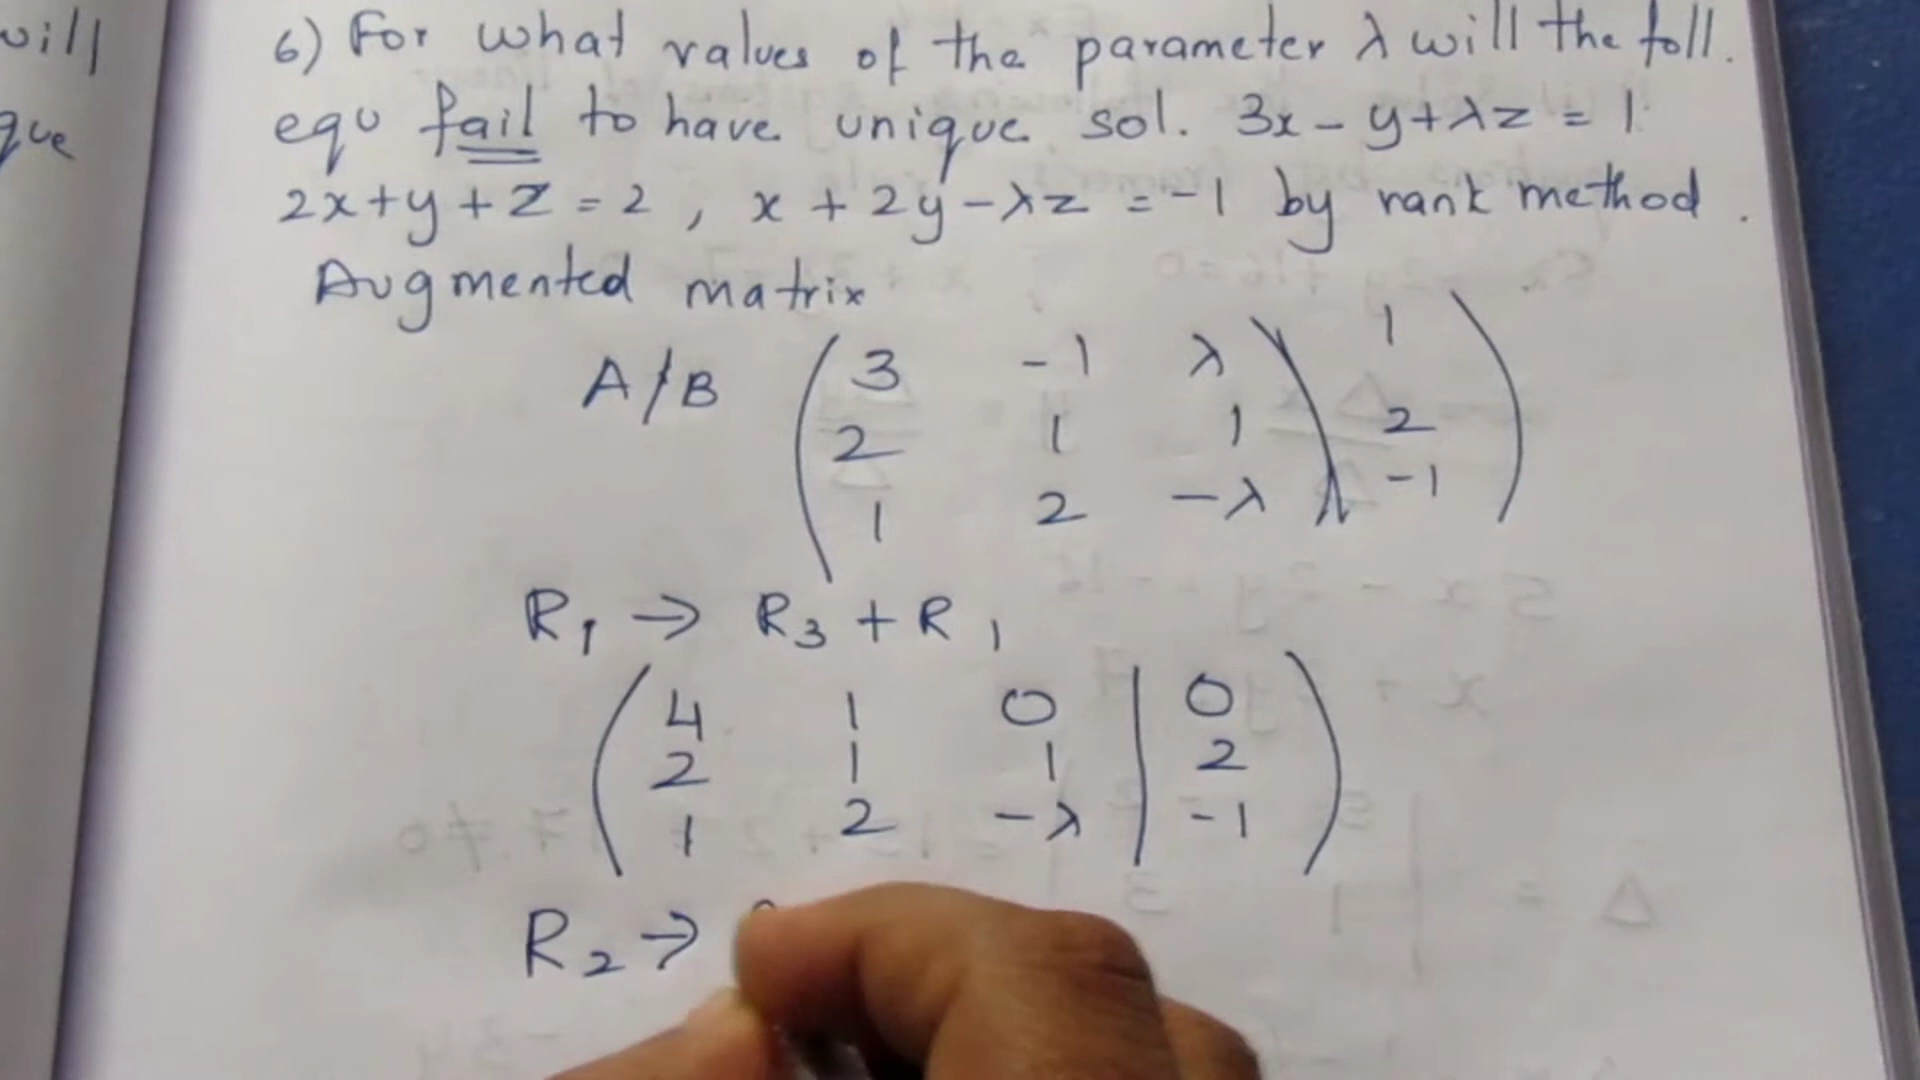 will
que
6) For what values of the parameter λ will the foll.
equ fail to have unique sol. 3x - y + λz = 1
2x + y + z = 2 , x + 2y - λz = -1 by rank method .
Augmented matrix
A/B ( 3 -1 λ | 1 )
2 1 1 | 2
1 2 -λ | -1
R1 → R3 + R1
( 4 1 0 | 0 )
2 1 1 | 2
1 2 -λ | -1
R2 →